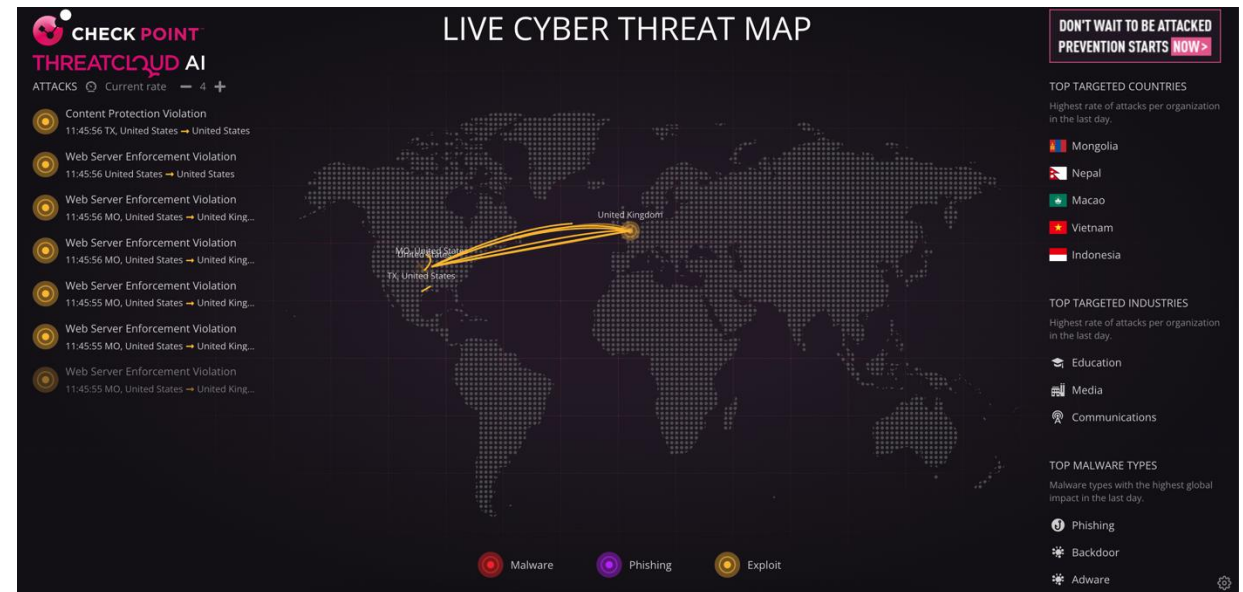 CHECK POINT
THREATCLOUD AI
ATTACKS Current rate − 4 +
Content Protection Violation
11:45:56 TX, United States → United States
Web Server Enforcement Violation
11:45:56 United States → United States
Web Server Enforcement Violation
11:45:56 MO, United States → United King...
Web Server Enforcement Violation
11:45:56 MO, United States → United King...
Web Server Enforcement Violation
11:45:55 MO, United States → United King...
Web Server Enforcement Violation
11:45:55 MO, United States → United King...
Web Server Enforcement Violation
11:45:55 MO, United States → United King...
LIVE CYBER THREAT MAP
United Kingdom
MO, United States
United States
TX, United States
Malware
Phishing
Exploit
DON'T WAIT TO BE ATTACKED
PREVENTION STARTS NOW>
TOP TARGETED COUNTRIES
Highest rate of attacks per organization
in the last day.
Mongolia
Nepal
Macao
Vietnam
Indonesia
TOP TARGETED INDUSTRIES
Highest rate of attacks per organization
in the last day.
Education
Media
Communications
TOP MALWARE TYPES
Malware types with the highest global
impact in the last day.
Phishing
Backdoor
Adware